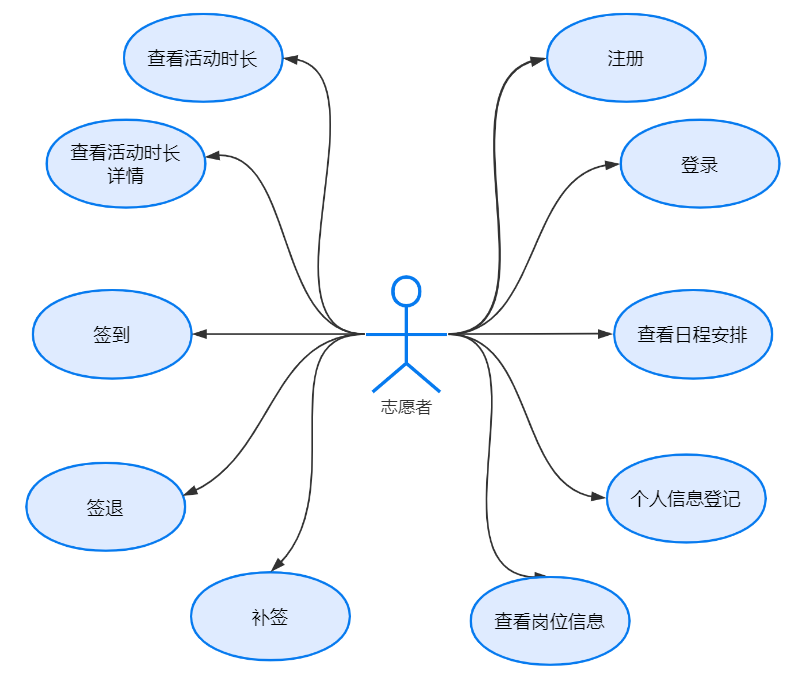 查看活动时长
注册
查看活动时长
详情
登录
签到
查看日程安排
志愿者
签退
个人信息登记
补签
查看岗位信息